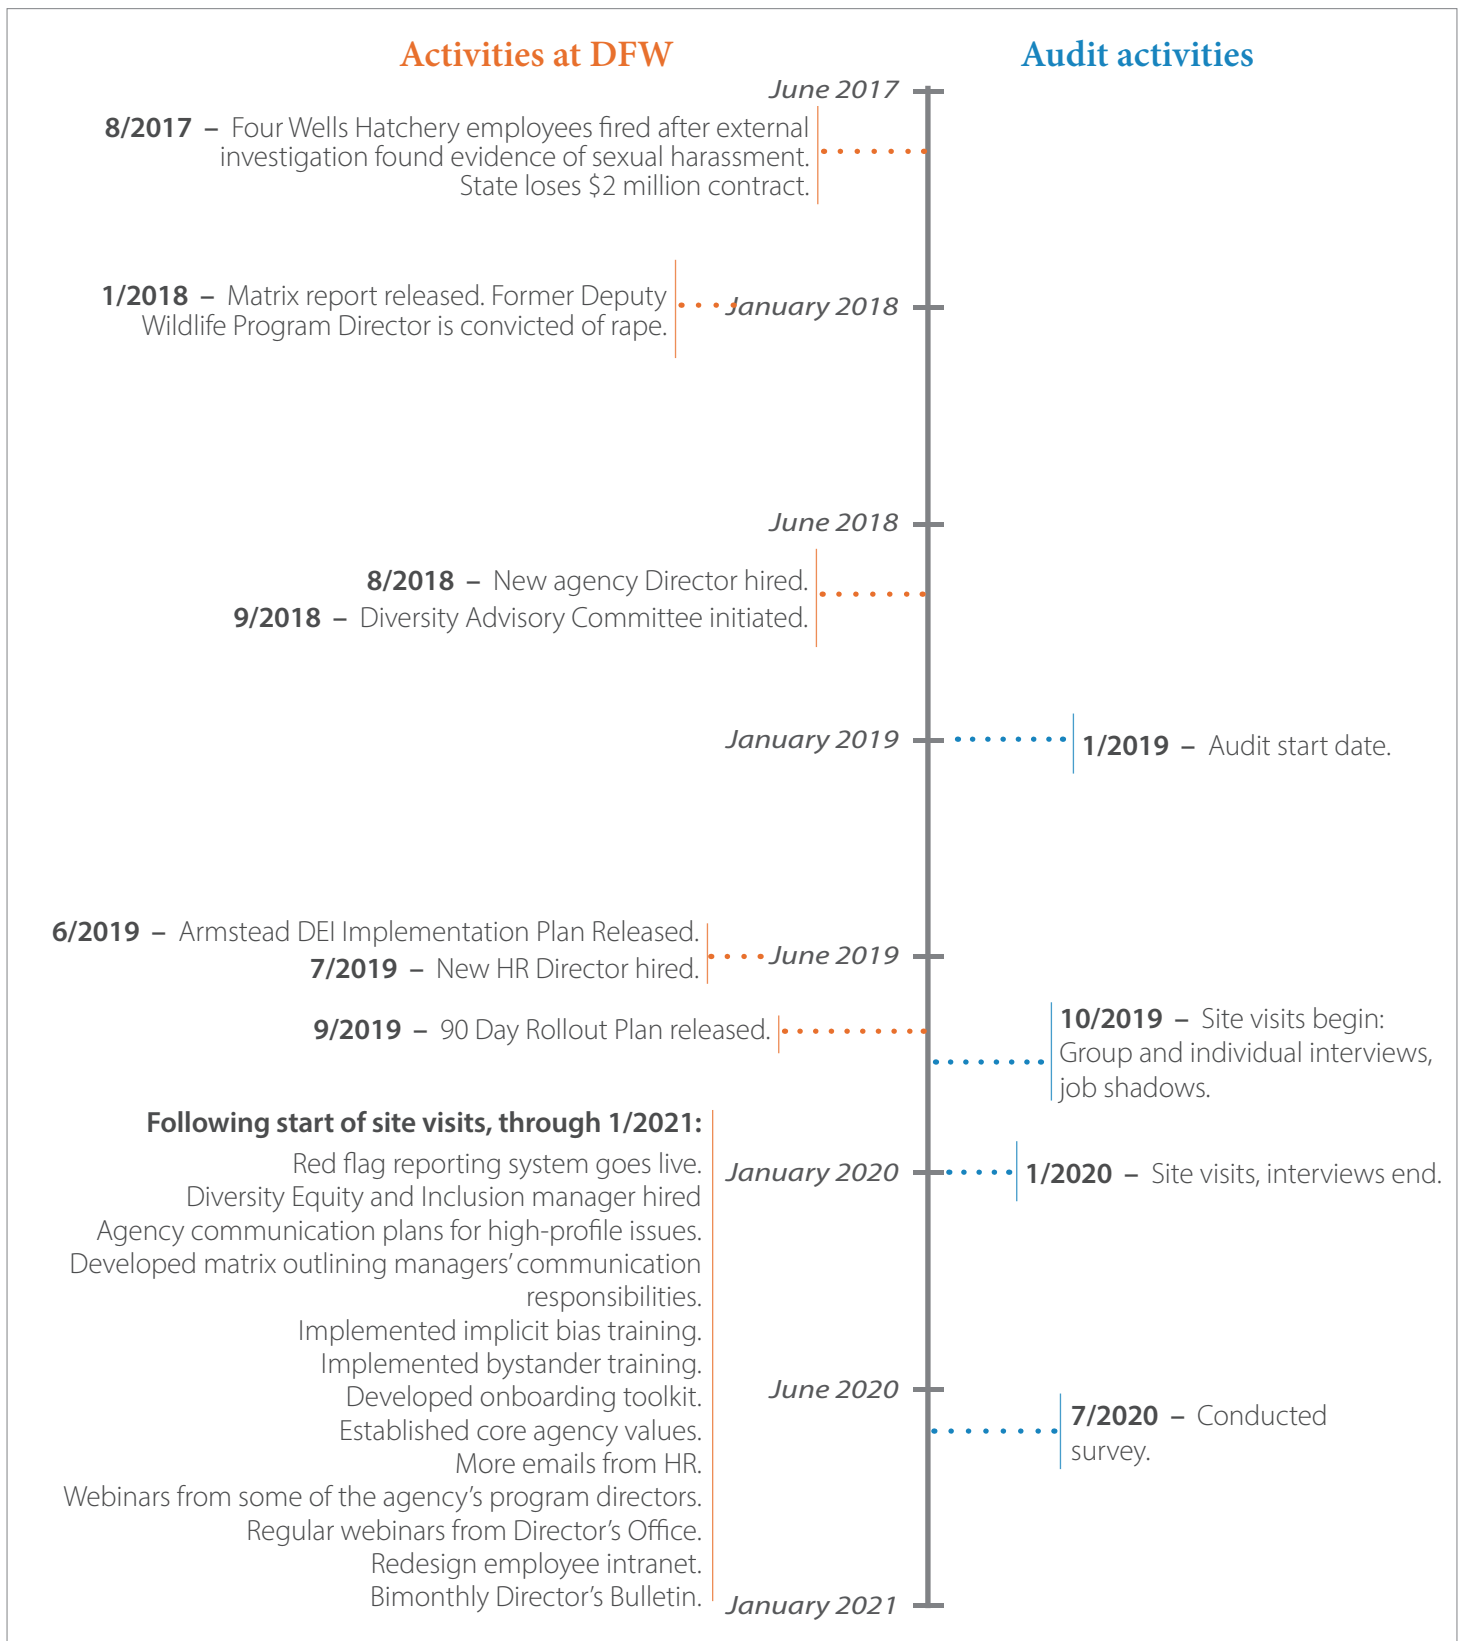 Activities at DFW
Audit activities
June 2017
8/2017 – Four Wells Hatchery employees fired after external
investigation found evidence of sexual harassment.
State loses $2 million contract.
1/2018 – Matrix report released. Former Deputy
Wildlife Program Director is convicted of rape.
January 2018
June 2018
8/2018 – New agency Director hired.
9/2018 – Diversity Advisory Committee initiated.
January 2019
1/2019 – Audit start date.
6/2019 – Armstead DEI Implementation Plan Released.
7/2019 – New HR Director hired.
June 2019
9/2019 – 90 Day Rollout Plan released.
10/2019 – Site visits begin:
Group and individual interviews,
job shadows.
Following start of site visits, through 1/2021:
Red flag reporting system goes live.
Diversity Equity and Inclusion manager hired
Agency communication plans for high-profile issues.
Developed matrix outlining managers' communication
responsibilities.
Implemented implicit bias training.
Implemented bystander training.
Developed onboarding toolkit.
Established core agency values.
More emails from HR.
Webinars from some of the agency's program directors.
Regular webinars from Director's Office.
Redesign employee intranet.
Bimonthly Director's Bulletin.
January 2020
1/2020 – Site visits, interviews end.
June 2020
7/2020 – Conducted
survey.
January 2021